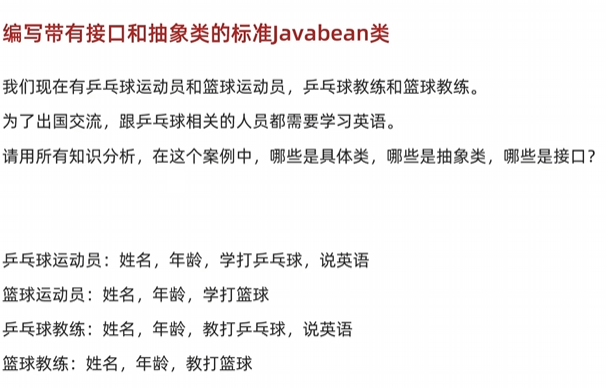 编写带有接口和抽象类的标准Javabean类
我们现在有乒乓球运动员和篮球运动员，乒乓球教练和篮球教练。
为了出国交流，跟乒乓球相关的人员都需要学习英语。
请用所有知识分析，在这个案例中，哪些是具体类，哪些是抽象类，哪些是接口？
乒乓球运动员：姓名，年龄，学打乒乓球，说英语
篮球运动员：姓名，年龄，学打篮球
乒乓球教练：姓名，年龄，教打乒乓球，说英语
篮球教练：姓名，年龄，教打篮球